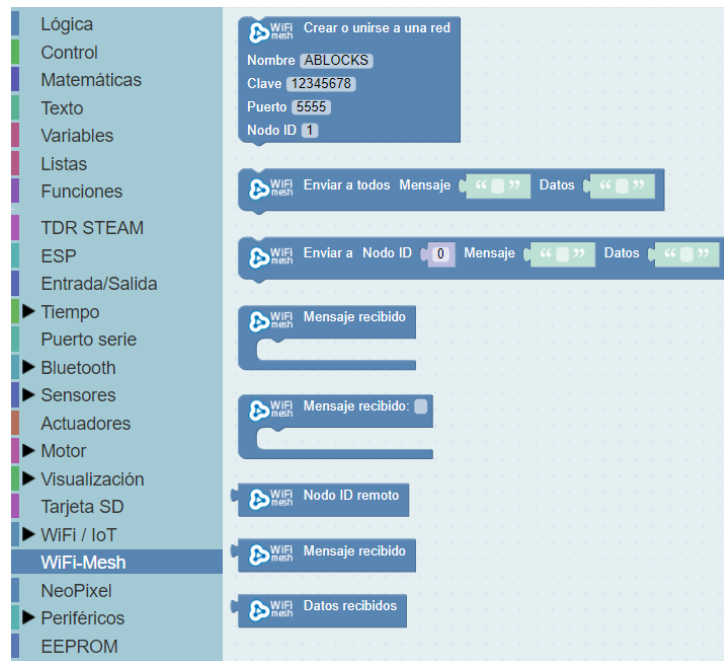 Lógica
Control
Matemáticas
Texto
Variables
Listas
Funciones
TDR STEAM
ESP
Entrada/Salida
Tiempo
Puerto serie
Bluetooth
Sensores
Actuadores
Motor
Visualización
Tarjeta SD
WiFi / IoT
WiFi-Mesh
NeoPixel
Periféricos
EEPROM
WiFi mesh Crear o unirse a una red
Nombre ABLOCKS
Clave 12345678
Puerto 5555
Nodo ID 1
WiFi mesh Enviar a todos Mensaje “ ” Datos “ ”
WiFi mesh Enviar a Nodo ID 0 Mensaje “ ” Datos “ ”
WiFi mesh Mensaje recibido
WiFi mesh Mensaje recibido:
WiFi mesh Nodo ID remoto
WiFi mesh Mensaje recibido
WiFi mesh Datos recibidos